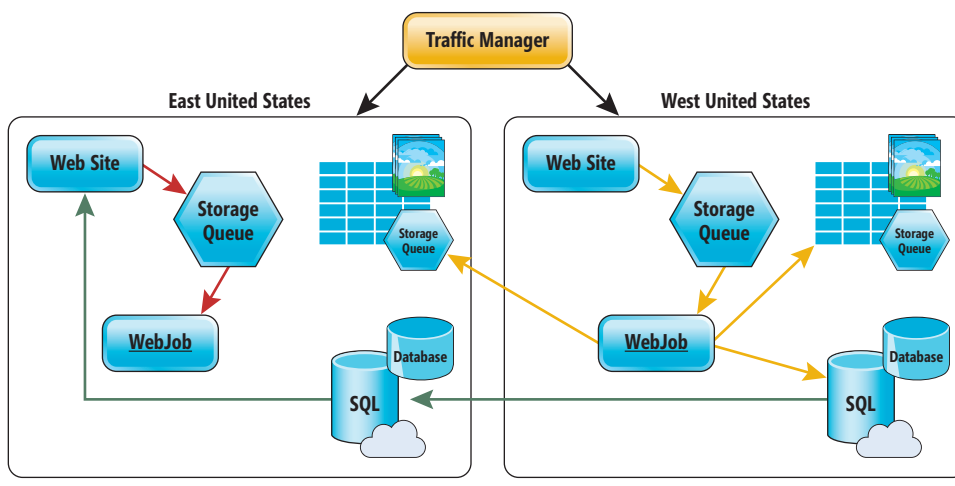 Traffic Manager
East United States
West United States
Web Site
Storage
Queue
Storage
Queue
WebJob
Database
SQL
Web Site
Storage
Queue
Storage
Queue
WebJob
Database
SQL